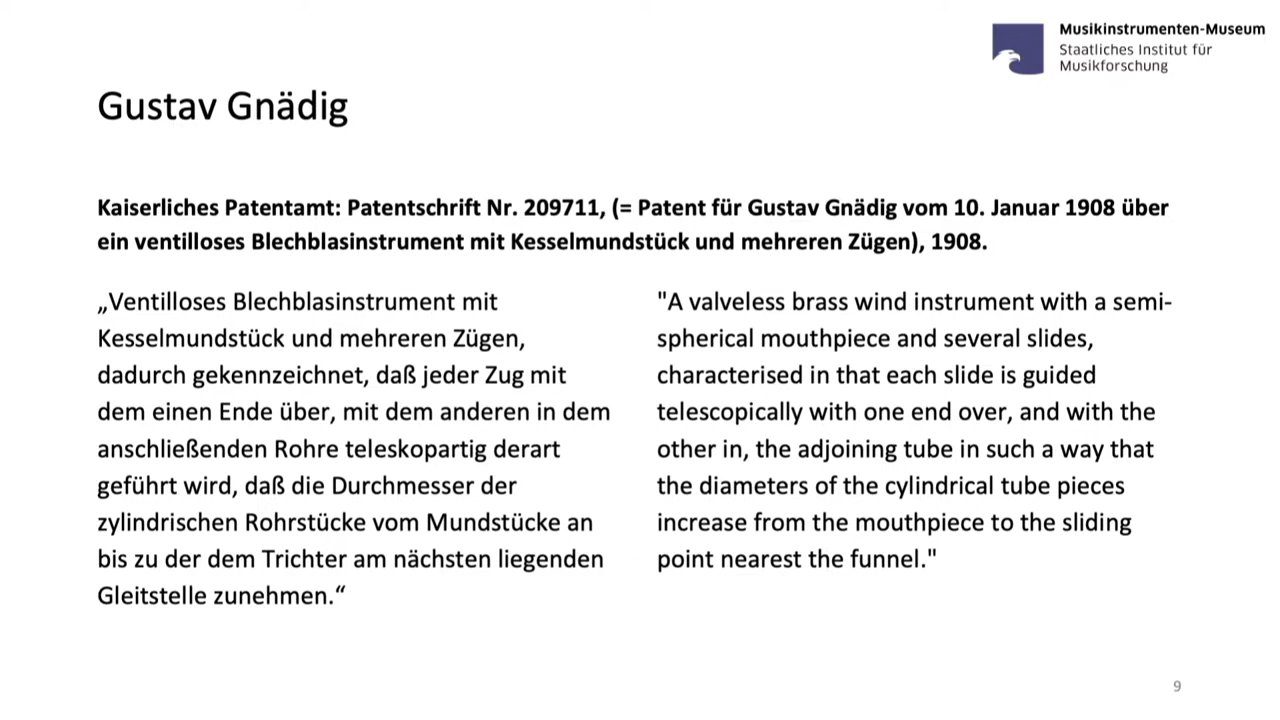 Musikinstrumenten-Museum
Staatliches Institut für
Musikforschung
Gustav Gnädig
Kaiserliches Patentamt: Patentschrift Nr. 209711, (= Patent für Gustav Gnädig vom 10. Januar 1908 über
ein ventilloses Blechblasinstrument mit Kesselmundstück und mehreren Zügen), 1908.
„Ventilloses Blechblasinstrument mit
Kesselmundstück und mehreren Zügen,
dadurch gekennzeichnet, daß jeder Zug mit
dem einen Ende über, mit dem anderen in dem
anschließenden Rohre teleskopartig derart
geführt wird, daß die Durchmesser der
zylindrischen Rohrstücke vom Mundstücke an
bis zu der dem Trichter am nächsten liegenden
Gleitstelle zunehmen.“
"A valveless brass wind instrument with a semi-
spherical mouthpiece and several slides,
characterised in that each slide is guided
telescopically with one end over, and with the
other in, the adjoining tube in such a way that
the diameters of the cylindrical tube pieces
increase from the mouthpiece to the sliding
point nearest the funnel."
9